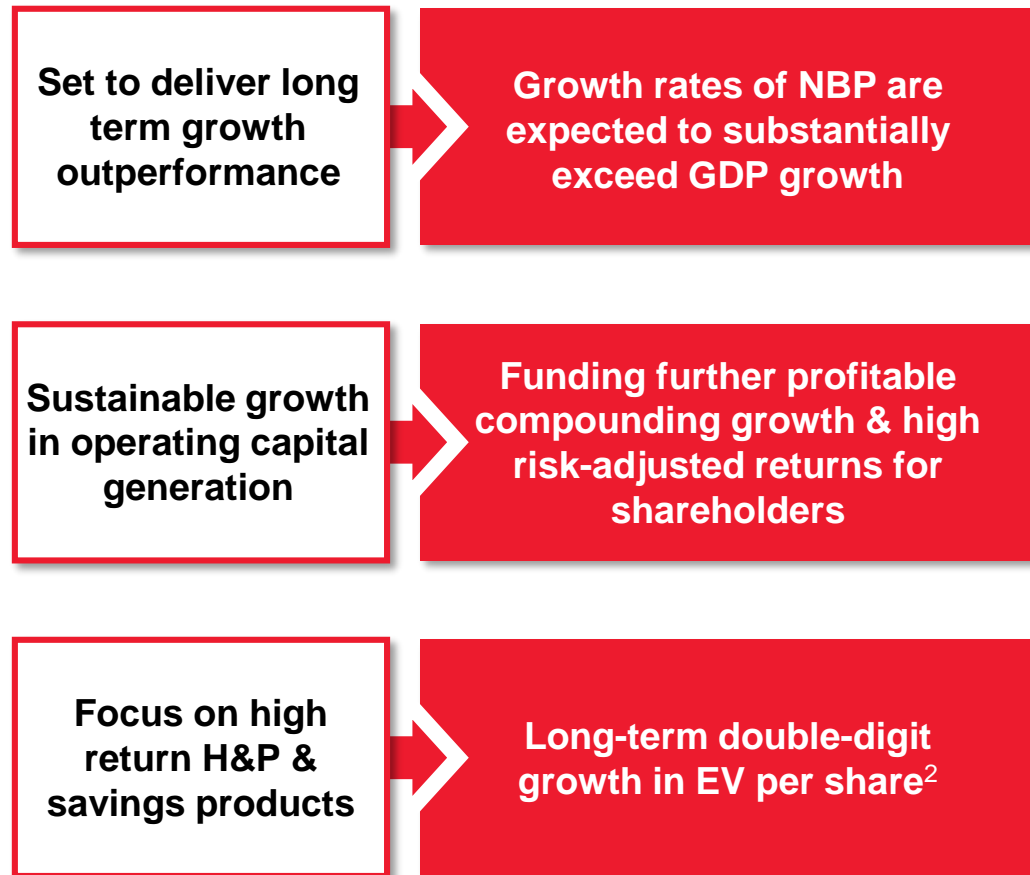 Set to deliver long
term growth
outperformance
Growth rates of NBP are
expected to substantially
exceed GDP growth
Sustainable growth
in operating capital
generation
Funding further profitable
compounding growth & high
risk-adjusted returns for
shareholders
Focus on high
return H&P &
savings products
Long-term double-digit
growth in EV per share²